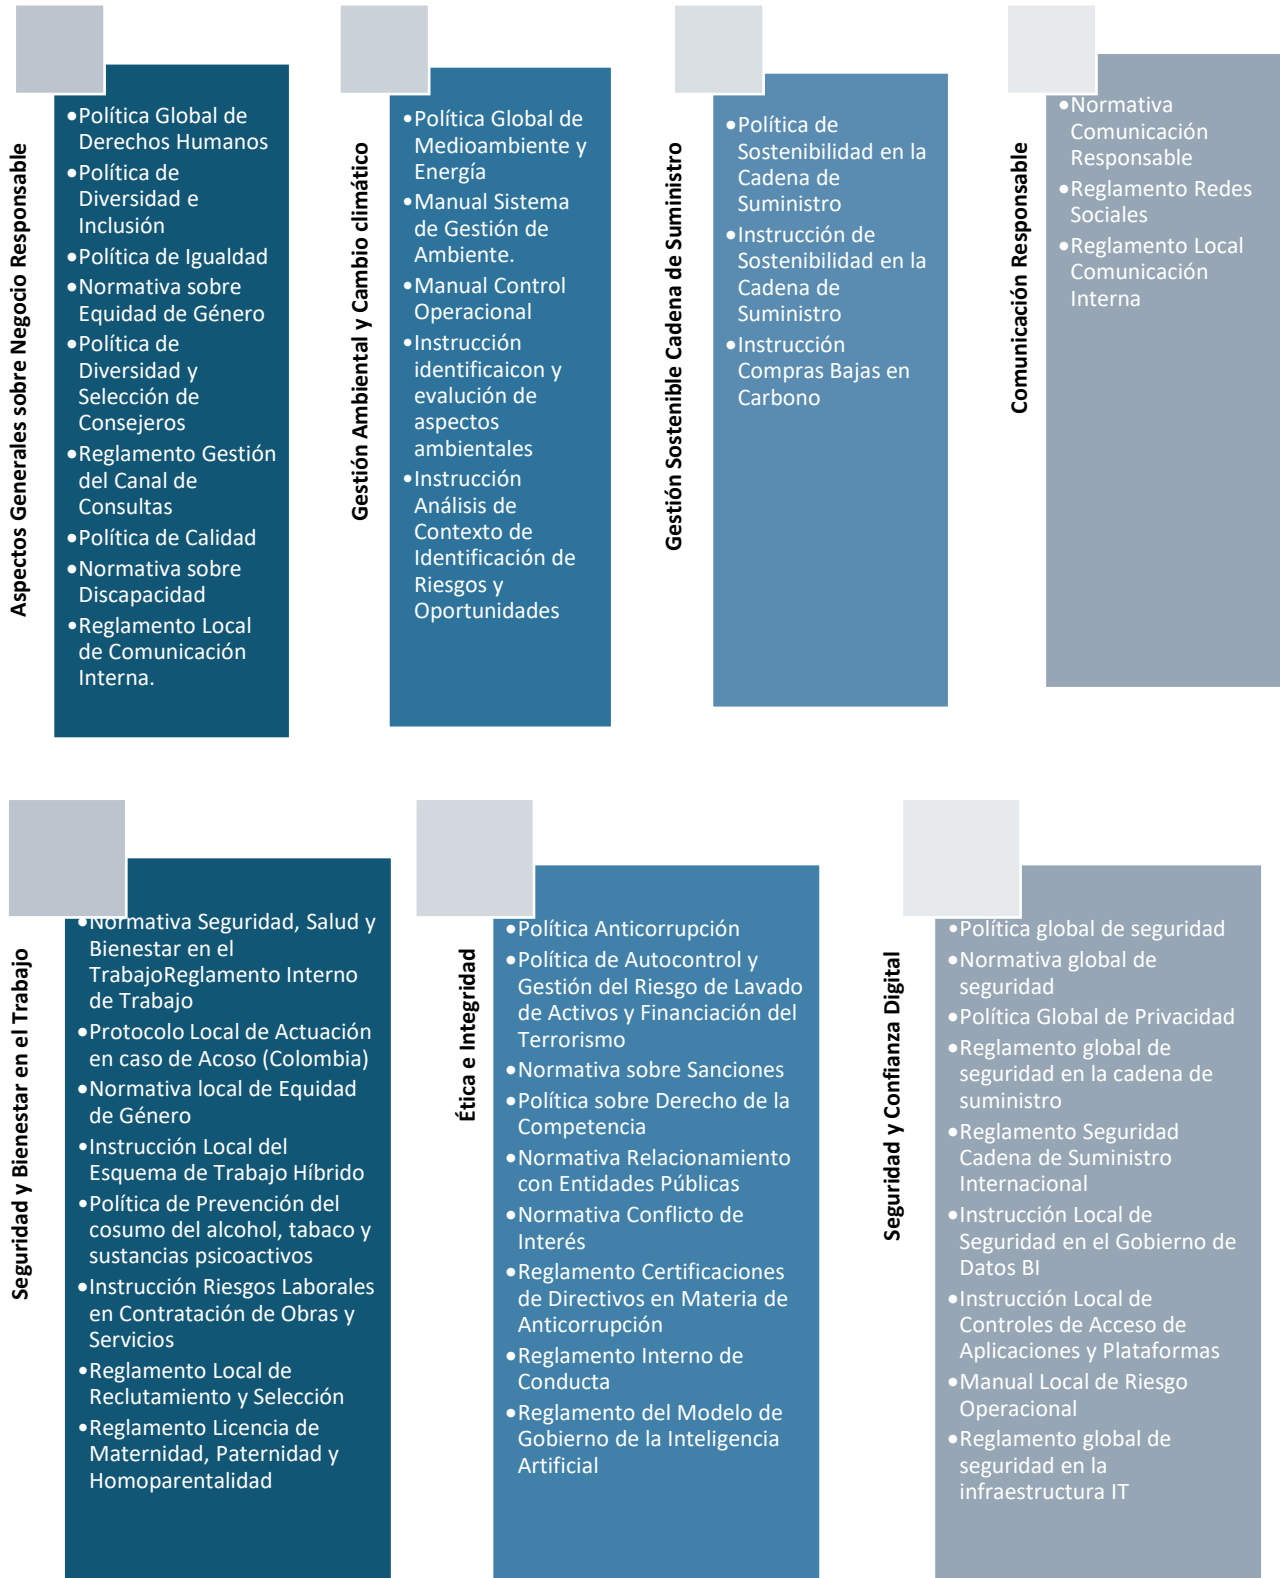 Aspectos Generales sobre Negocio Responsable
•Política Global de
Derechos Humanos
•Política de
Diversidad e
Inclusión
•Política de Igualdad
•Normativa sobre
Equidad de Género
•Política de
Diversidad y
Selección de
Consejeros
•Reglamento Gestión
del Canal de
Consultas
•Política de Calidad
•Normativa sobre
Discapacidad
•Reglamento Local
de Comunicación
Interna.
Gestión Ambiental y Cambio climático
•Política Global de
Medioambiente y
Energía
•Manual Sistema
de Gestión de
Ambiente.
•Manual Control
Operacional
•Instrucción
identificaicon y
evalución de
aspectos
ambientales
•Instrucción
Análisis de
Contexto de
Identificación de
Riesgos y
Oportunidades
Gestión Sostenible Cadena de Suministro
•Política de
Sostenibilidad en la
Cadena de
Suministro
•Instrucción de
Sostenibilidad en la
Cadena de
Suministro
•Instrucción
Compras Bajas en
Carbono
Comunicación Responsable
•Normativa
Comunicación
Responsable
•Reglamento Redes
Sociales
•Reglamento Local
Comunicación
Interna
Seguridad y Bienestar en el Trabajo
•Normativa Seguridad, Salud y
Bienestar en el
TrabajoReglamento Interno
de Trabajo
•Protocolo Local de Actuación
en caso de Acoso (Colombia)
•Normativa local de Equidad
de Género
•Instrucción Local del
Esquema de Trabajo Híbrido
•Política de Prevención del
cosumo del alcohol, tabaco y
sustancias psicoactivos
•Instrucción Riesgos Laborales
en Contratación de Obras y
Servicios
•Reglamento Local de
Reclutamiento y Selección
•Reglamento Licencia de
Maternidad, Paternidad y
Homoparentalidad
Ética e Integridad
•Política Anticorrupción
•Política de Autocontrol y
Gestión del Riesgo de Lavado
de Activos y Financiación del
Terrorismo
•Normativa sobre Sanciones
•Política sobre Derecho de la
Competencia
•Normativa Relacionamiento
con Entidades Públicas
•Normativa Conflicto de
Interés
•Reglamento Certificaciones
de Directivos en Materia de
Anticorrupción
•Reglamento Interno de
Conducta
•Reglamento del Modelo de
Gobierno de la Inteligencia
Artificial
Seguridad y Confianza Digital
•Política global de seguridad
•Normativa global de
seguridad
•Política Global de Privacidad
•Reglamento global de
seguridad en la cadena de
suministro
•Reglamento Seguridad
Cadena de Suministro
Internacional
•Instrucción Local de
Seguridad en el Gobierno de
Datos BI
•Instrucción Local de
Controles de Acceso de
Aplicaciones y Plataformas
•Manual Local de Riesgo
Operacional
•Reglamento global de
seguridad en la
infraestructura IT